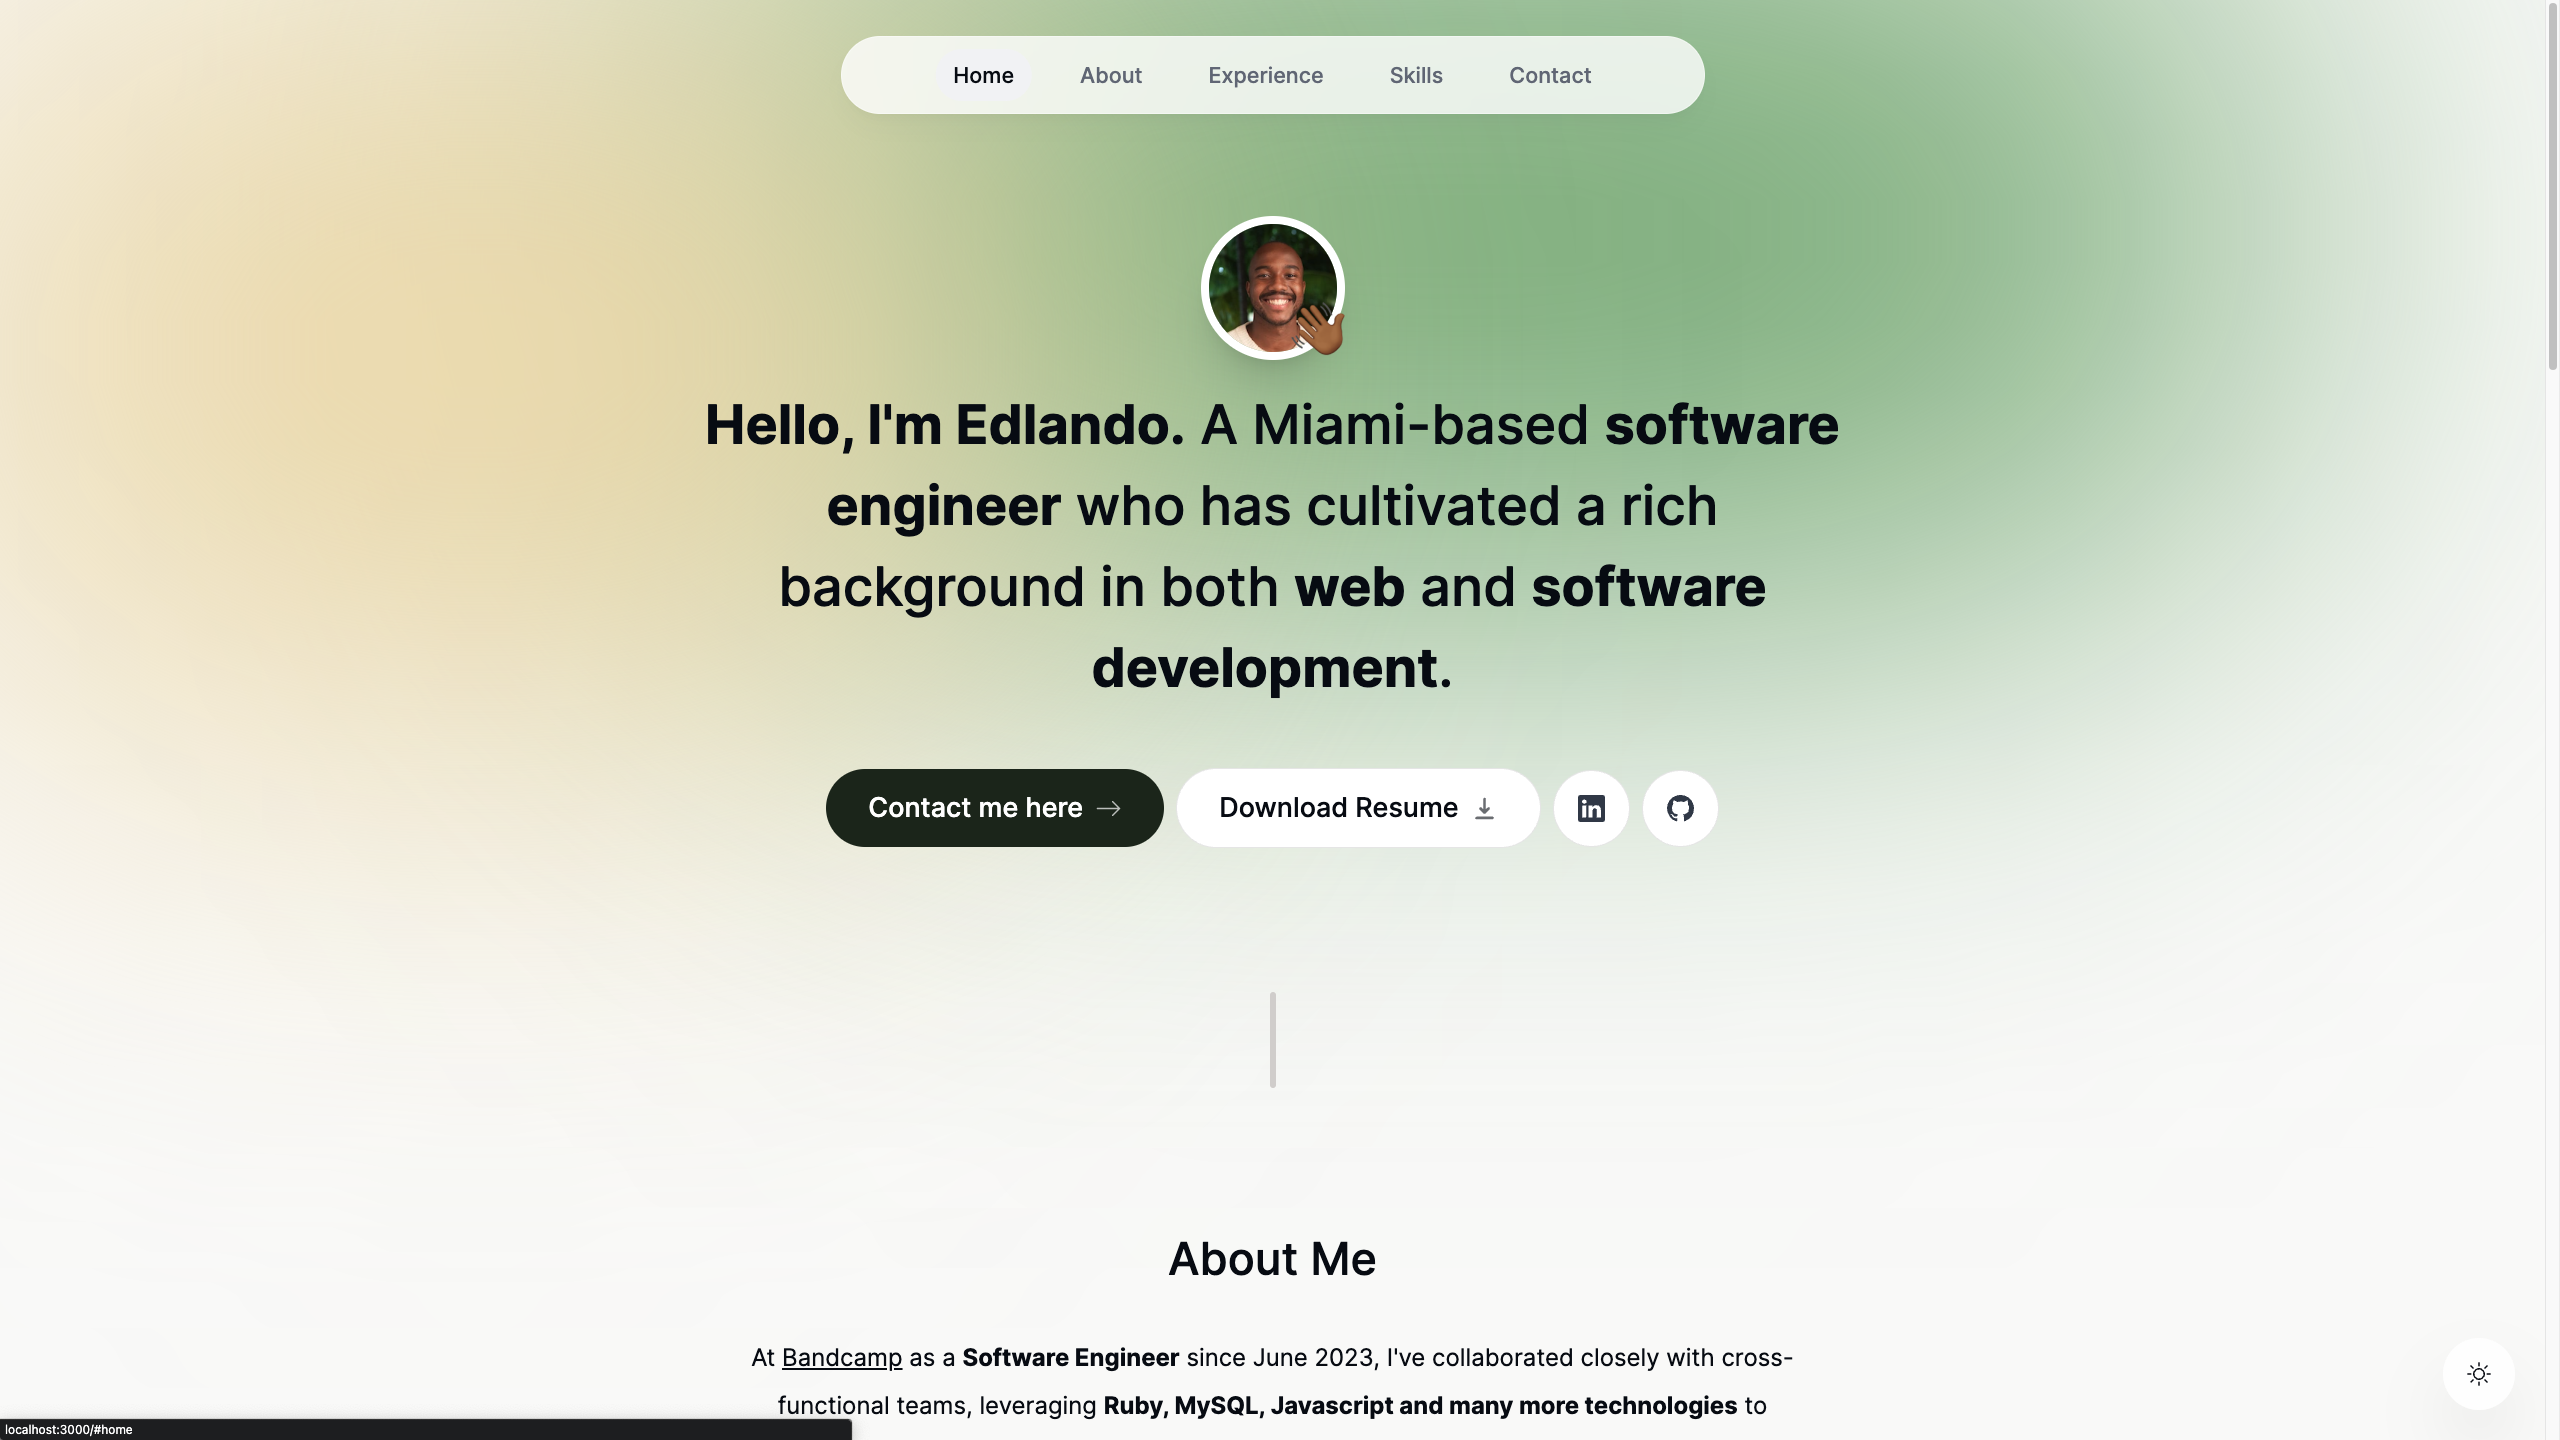 Home About Experience Skills Contact
Hello, I'm Edlando. A Miami-based software
engineer who has cultivated a rich
background in both web and software
development.
Contact me here
Download Resume
in
About Me
At Bandcamp as a Software Engineer since June 2023, I've collaborated closely with cross-
functional teams, leveraging Ruby, MySQL, Javascript and many more technologies to
localhost:3000/#home